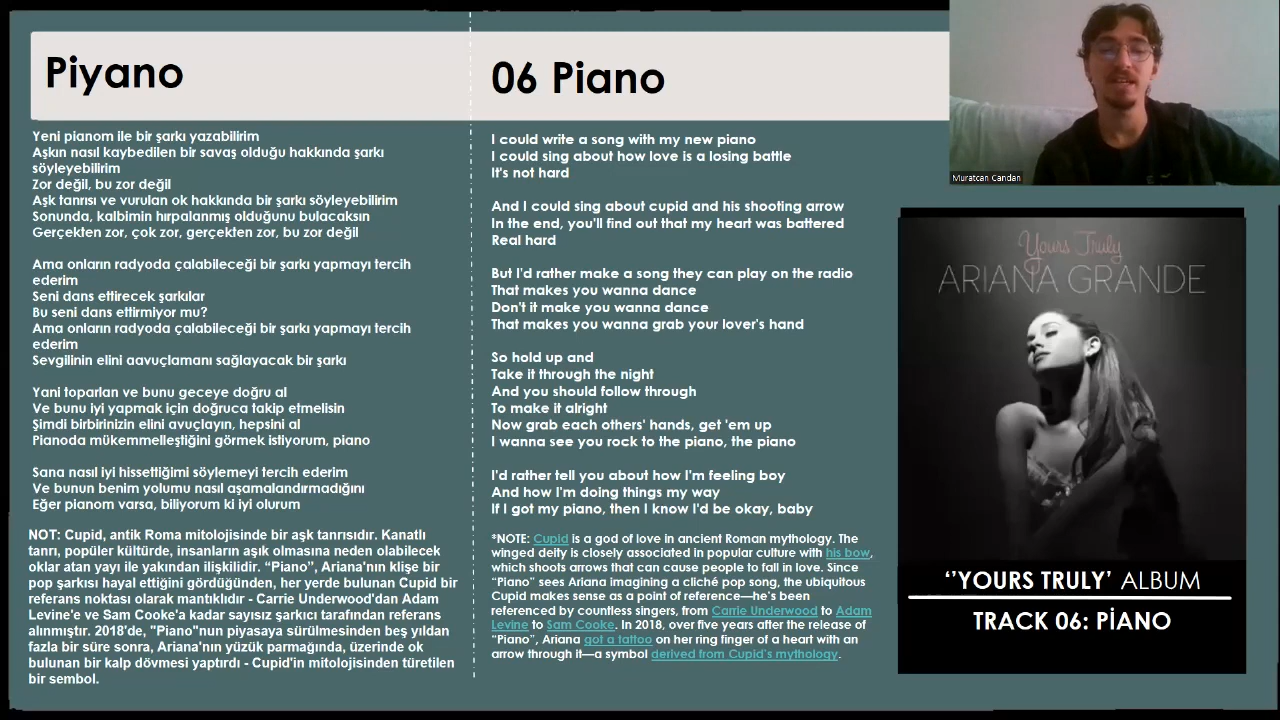 Piyano
Yeni pianom ile bir şarkı yazabilirim
Aşkın nasıl kaybedilen bir savaş olduğu hakkında şarkı
söyleyebilirim
Zor değil, bu zor değil
Aşk tanrısı ve vurulan ok hakkında bir şarkı söyleyebilirim
Sonunda, kalbimin hırpalanmış olduğunu bulacaksın
Gerçekten zor, çok zor, gerçekten zor, bu zor değil
Ama onların radyoda çalabileceği bir şarkı yapmayı tercih
ederim
Seni dans ettirecek şarkılar
Bu seni dans ettirmiyor mu?
Ama onların radyoda çalabileceği bir şarkı yapmayı tercih
ederim
Sevgilinin elini aavuçlamanı sağlayacak bir şarkı
Yani toparlan ve bunu geceye doğru al
Ve bunu iyi yapmak için doğruca takip etmelisin
Şimdi birbirinizin elini avuçlayın, hepsini al
Pianoda mükemmelleştiğini görmek istiyorum, piano
Sana nasıl iyi hissettiğimi söylemeyi tercih ederim
Ve bunun benim yolumu nasıl aşamalandırmadığını
Eğer pianom varsa, biliyorum ki iyi olurum
NOT: Cupid, antik Roma mitolojisinde bir aşk tanrısıdır. Kanatlı
tanrı, popüler kültürde, insanların aşık olmasına neden olabilecek
oklar atan yayı ile yakından ilişkilidir. “Piano”, Ariana'nın klişe bir
pop şarkısı hayal ettiğini gördüğünden, her yerde bulunan Cupid bir
referans noktası olarak mantıklıdır - Carrie Underwood'dan Adam
Levine'e ve Sam Cooke'a kadar sayısız şarkıcı tarafından referans
alınmıştır. 2018'de, "Piano"nun piyasaya sürülmesinden beş yıldan
fazla bir süre sonra, Ariana'nın yüzük parmağında, üzerinde ok
bulunan bir kalp dövmesi yaptırdı - Cupid'in mitolojisinden türetilen
bir sembol.
06 Piano
I could write a song with my new piano
I could sing about how love is a losing battle
It's not hard
And I could sing about cupid and his shooting arrow
In the end, you'll find out that my heart was battered
Real hard
But I'd rather make a song they can play on the radio
That makes you wanna dance
Don't it make you wanna dance
That makes you wanna grab your lover's hand
So hold up and
Take it through the night
And you should follow through
To make it alright
Now grab each others' hands, get 'em up
I wanna see you rock to the piano, the piano
I'd rather tell you about how I'm feeling boy
And how I'm doing things my way
If I got my piano, then I know I'd be okay, baby
*NOTE: Cupid is a god of love in ancient Roman mythology. The
winged deity is closely associated in popular culture with his bow,
which shoots arrows that can cause people to fall in love. Since
“Piano” sees Ariana imagining a cliché pop song, the ubiquitous
Cupid makes sense as a point of reference—he's been
referenced by countless singers, from Carrie Underwood to Adam
Levine to Sam Cooke. In 2018, over five years after the release of
“Piano”, Ariana got a tattoo on her ring finger of a heart with an
arrow through it—a symbol derived from Cupid's mythology.
Muratcan Candan
Yours Truly
ARIANA GRANDE
‘’YOURS TRULY’ ALBUM
TRACK 06: PİANO